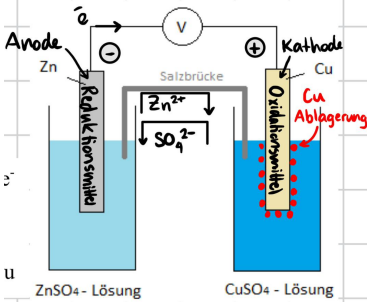 e⁻
V
Anode
⊖
⊕
Kathode
Zn
Cu
Salzbrücke
Reduktionsmittel
Zn²⁺
SO₄²⁻
Oxidationsmittel
Cu
Ablagerung
e⁻
u
ZnSO₄ - Lösung
CuSO₄ - Lösung